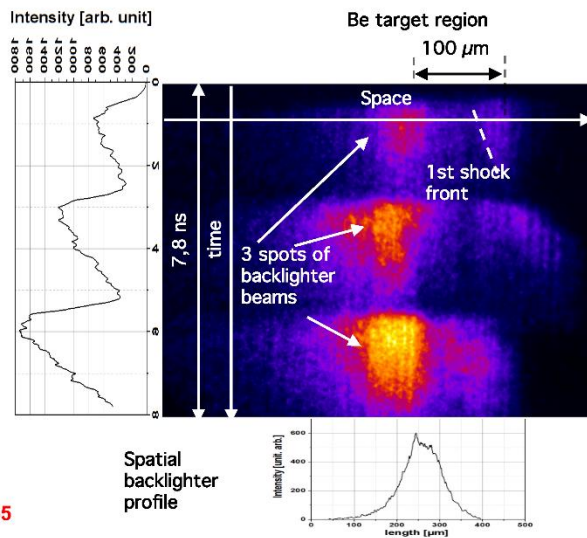 Intensity [arb. unit]
1800
1600
1400
1200
1000
800
600
400
200
0
Be target region
100 µm
0
2
4
6
8
7,8 ns
time
Space
1st shock
front
3 spots of
backlighter
beams
Spatial
backlighter
profile
Intensity [unit. arb.]
600
400
200
0
0
100
200
300
400
500
length [µm]
5